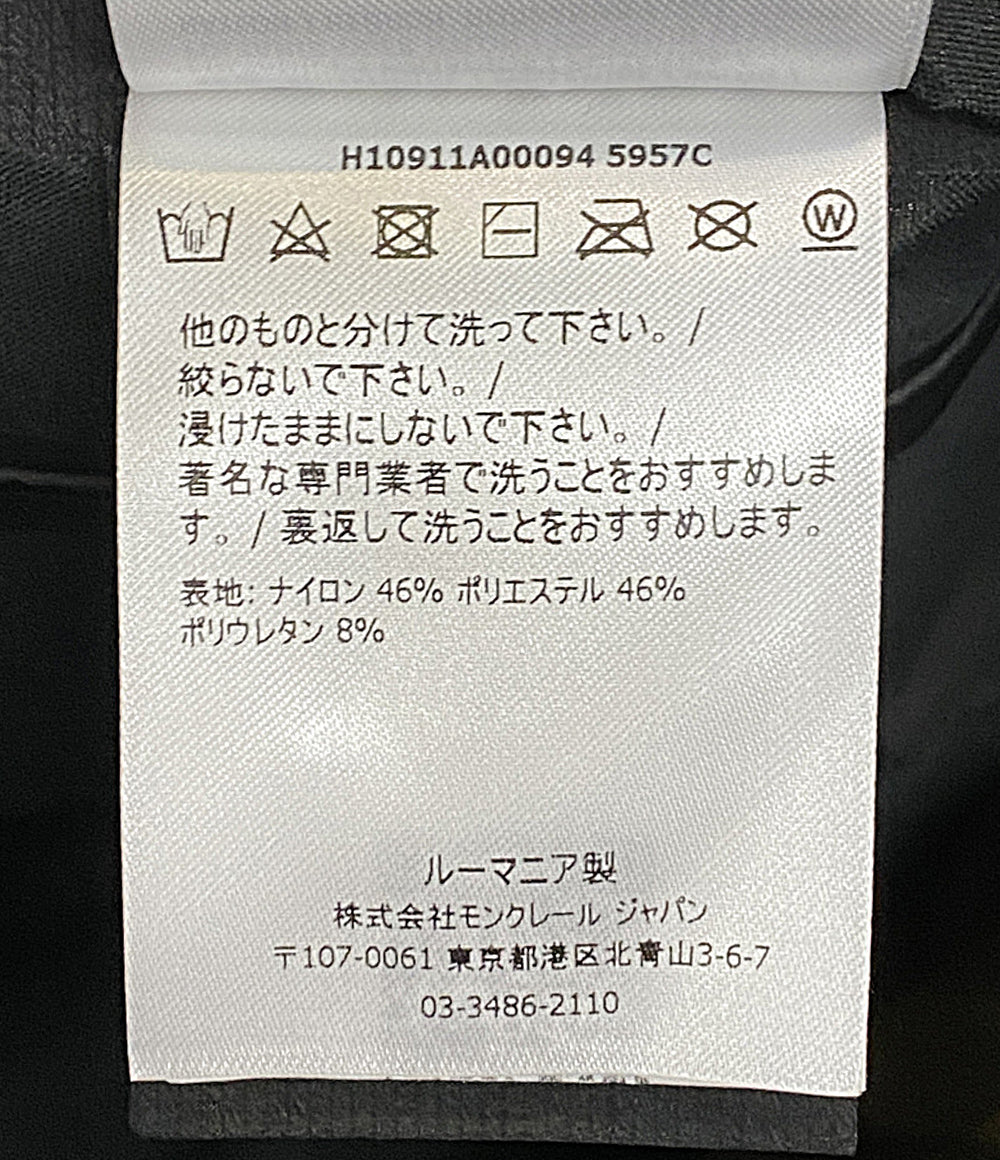 H10911A00094 5957C
W
他のものと分けて洗って下さい。/
絞らないで下さい。/
浸けたままにしないで下さい。/
著名な専門業者で洗うことをおすすめしま
す。/ 裏返して洗うことをおすすめします。
表地: ナイロン 46% ポリエステル 46%
ポリウレタン 8%
ルーマニア製
株式会社モンクレール ジャパン
〒107-0061 東京都港区北青山3-6-7
03-3486-2110